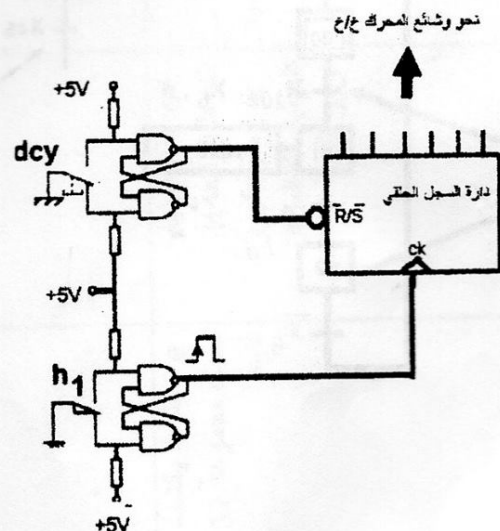 نحو وشائع المحرك خ/خ
+5V
dcy
دارة السجل الحلقي
R̅/S̅
ck
+5V
h1
+5V